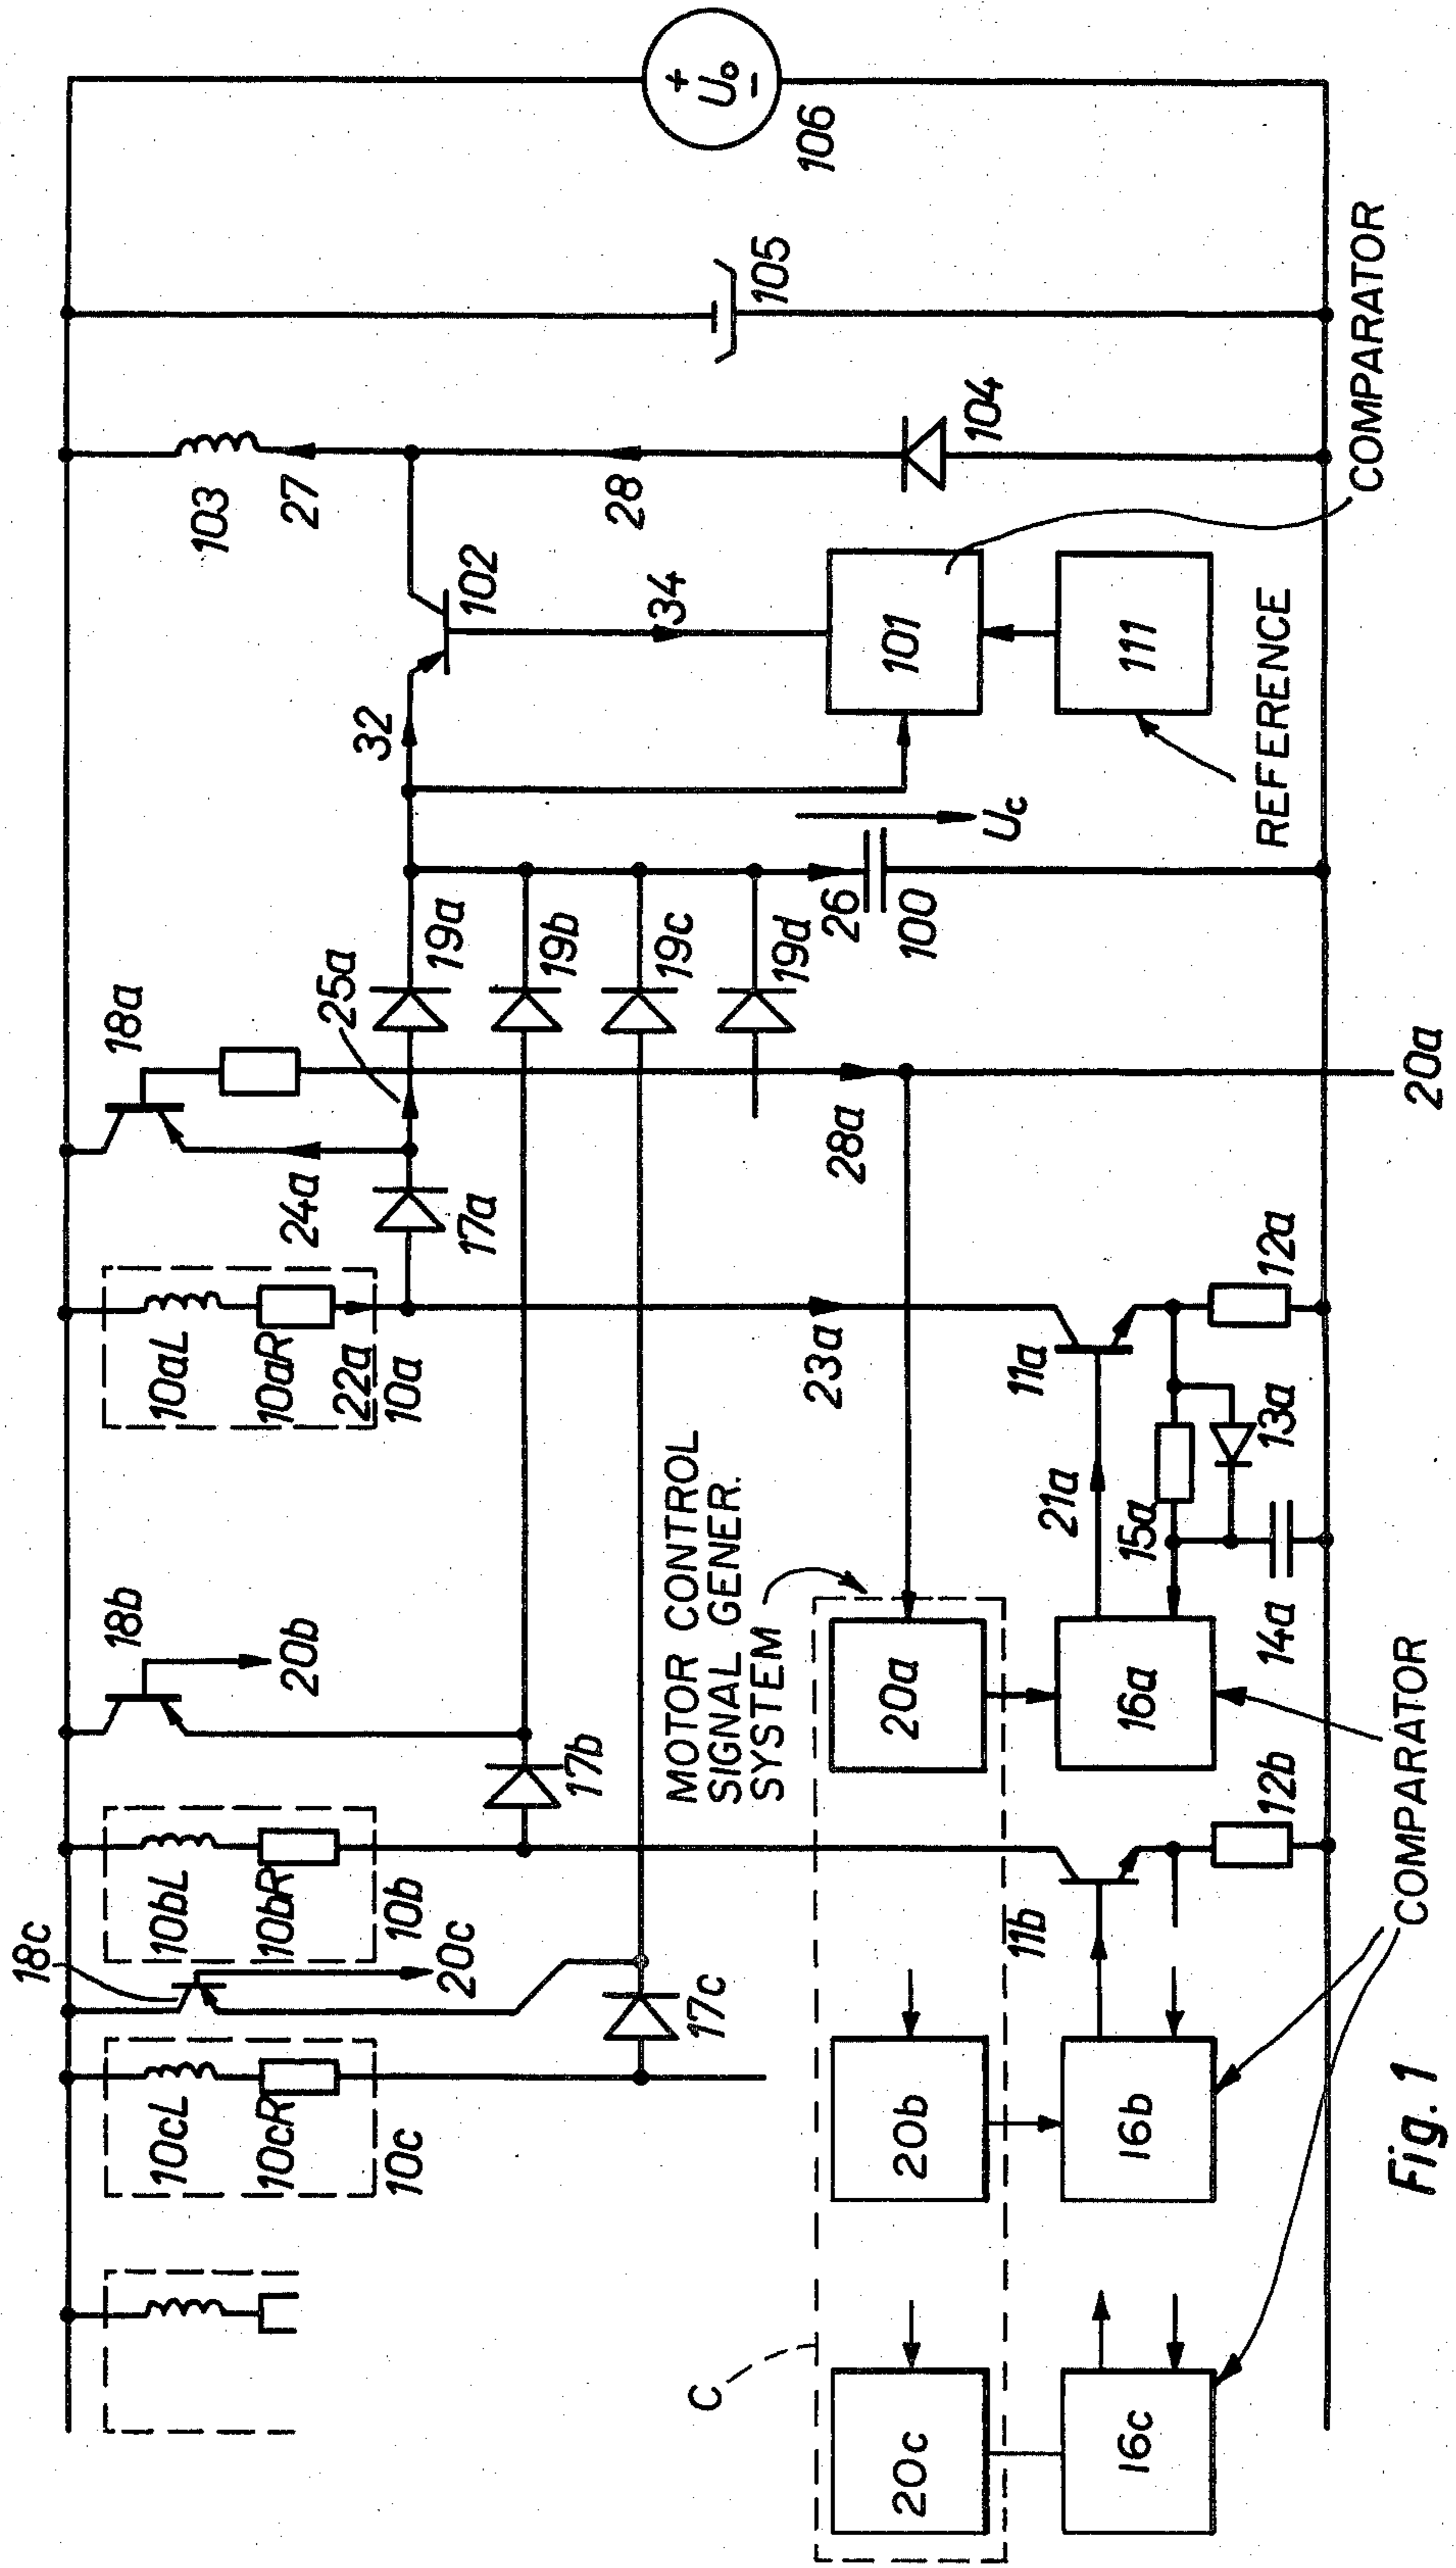 18c
18b
18a
10cL
10cR
10c
10bL
10bR
10b
20c
20b
10aL
10aR
22a
10a
24a
25a
17a
17b
17c
19a
19b
19c
19d
26
100
Uc
32
102
34
103
27
28
104
105
+
Uo
−
106
101
111
REFERENCE
COMPARATOR
28a
20a
23a
MOTOR CONTROL
SIGNAL GENER.
SYSTEM
C
20c
20b
20a
16c
16b
16a
11b
12b
21a
11a
12a
15a
13a
14a
COMPARATOR
Fig. 1